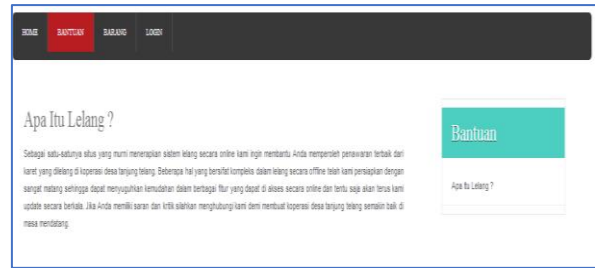 HOME BANTUAN BARANG LOGIN
Apa Itu Lelang ?
Sebagai satu-satunya situs yang murni menerapkan sistem lelang secara online kami ingin membantu Anda memperoleh penawaran terbaik dari
karet yang dilelang di koperasi desa tanjung telang. Beberapa hal yang bersifat kompleks dalam lelang secara offline telah kami persiapkan dengan
sangat matang sehingga dapat menyuguhkan kemudahan dalam berbagai fitur yang dapat di akses secara online dan tentu saja akan terus kami
update secara berkala. Jika Anda memiliki saran dan kritik silahkan menghubungi kami demi membuat koperasi desa tanjung telang semakin baik di
masa mendatang.
Bantuan
Apa Itu Lelang ?